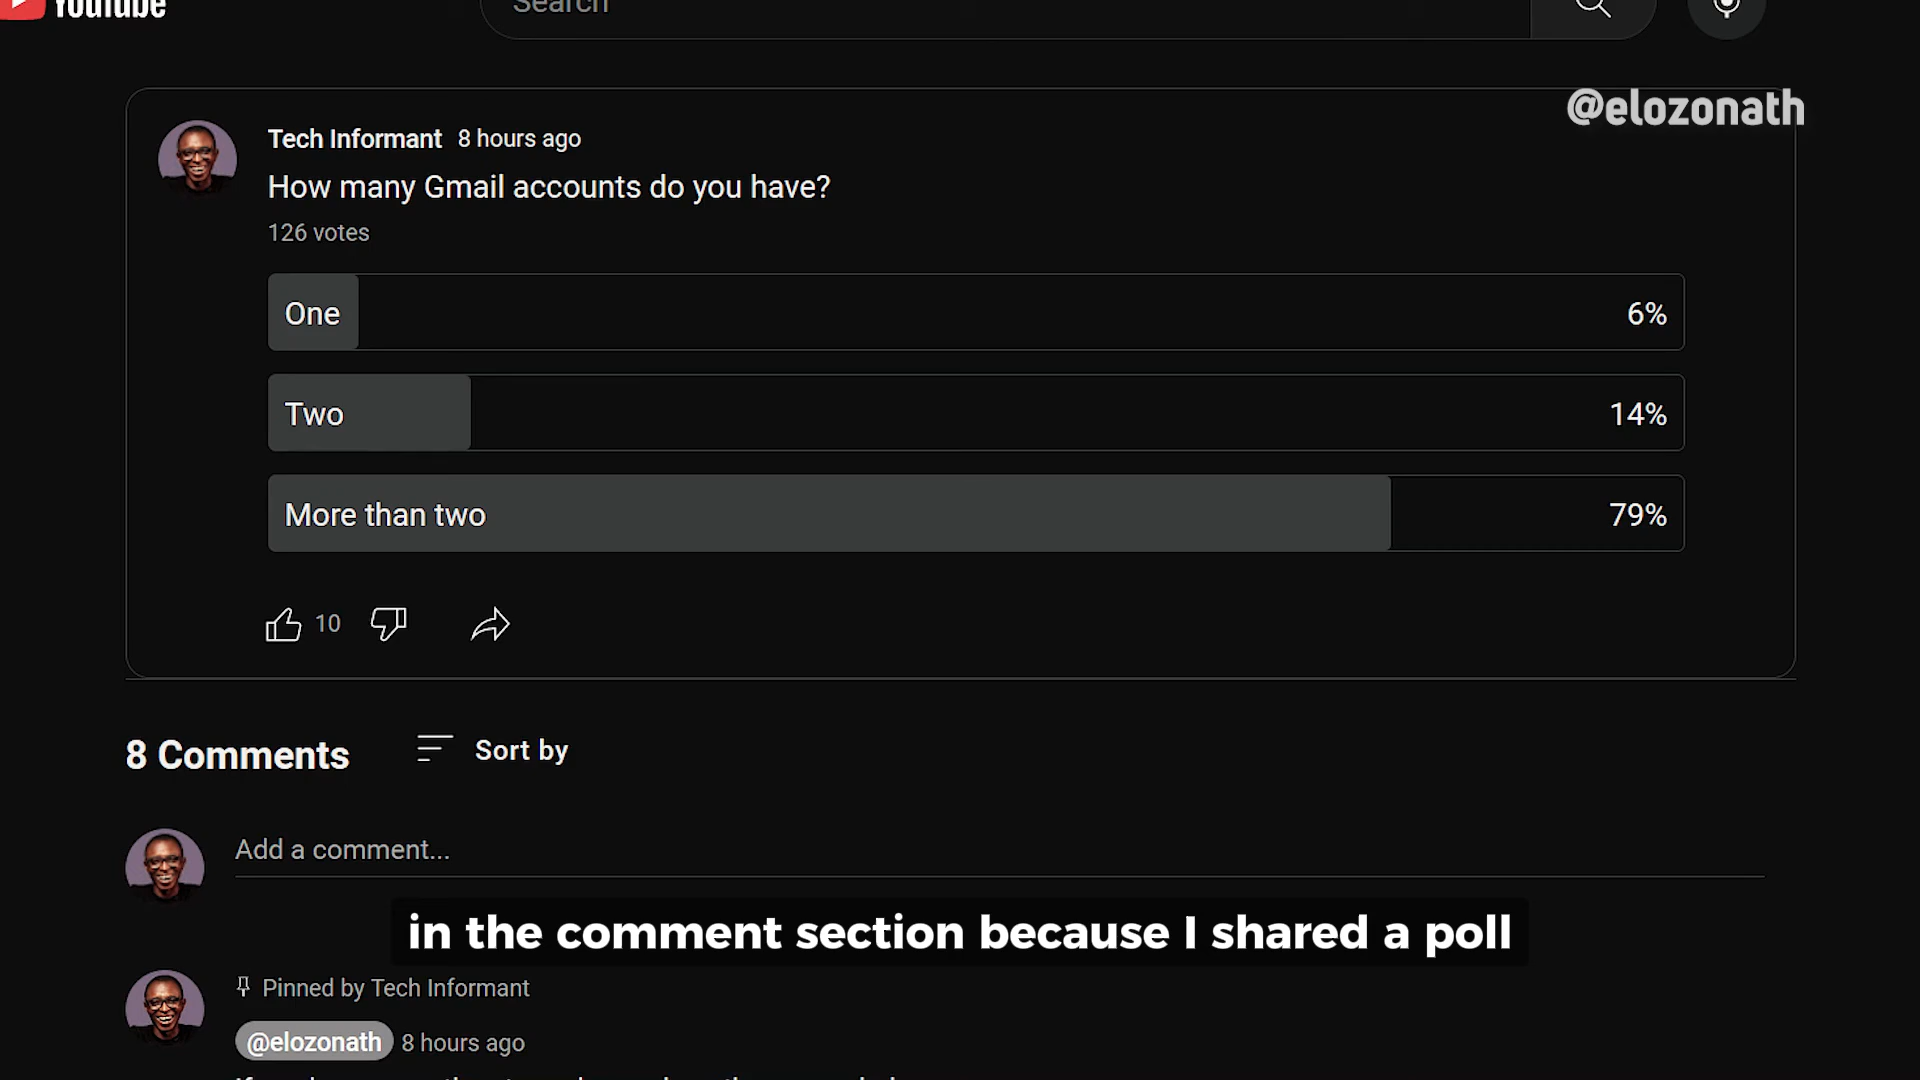 YouTube
Search
@elozonath
Tech Informant 8 hours ago
How many Gmail accounts do you have?
126 votes
One 6%
Two 14%
More than two 79%
10
8 Comments Sort by
Add a comment...
in the comment section because I shared a poll
Pinned by Tech Informant
@elozonath 8 hours ago